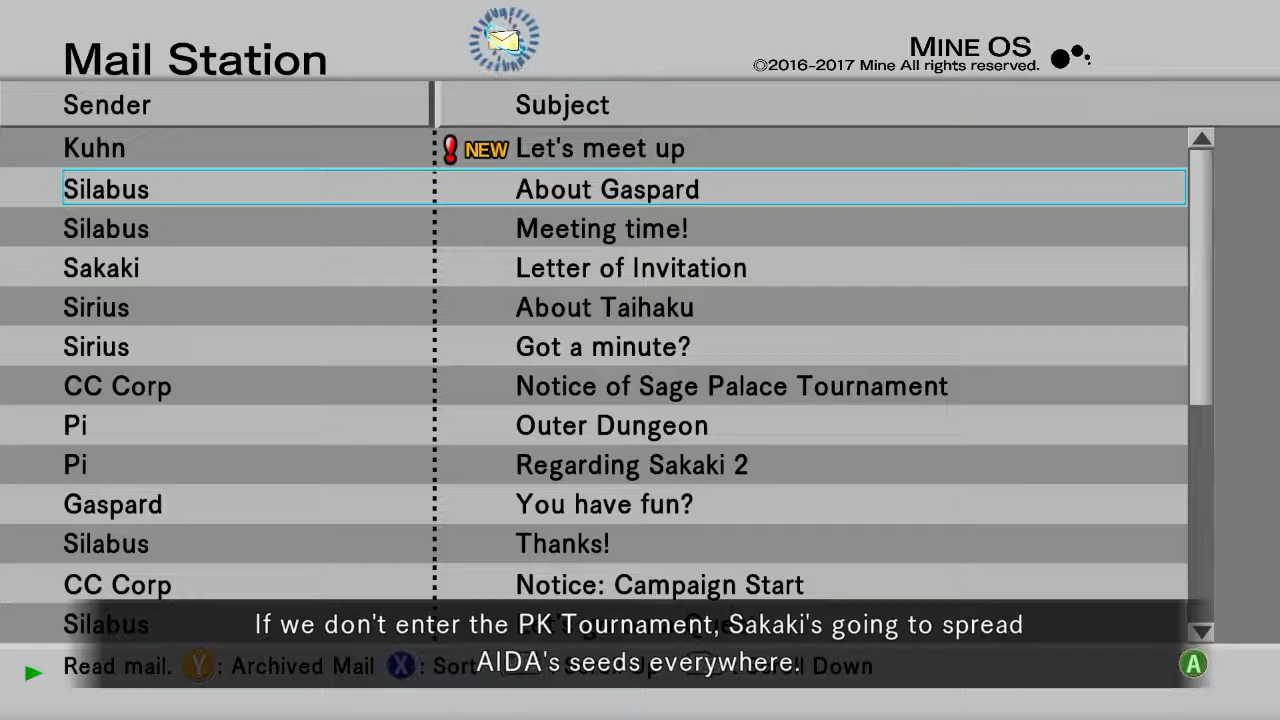 Mail Station
MINE OS
©2016-2017 Mine All rights reserved.
Sender Subject
Kuhn NEW Let's meet up
Silabus About Gaspard
Silabus Meeting time!
Sakaki Letter of Invitation
Sirius About Taihaku
Sirius Got a minute?
CC Corp Notice of Sage Palace Tournament
Pi Outer Dungeon
Pi Regarding Sakaki 2
Gaspard You have fun?
Silabus Thanks!
CC Corp Notice: Campaign Start
Silabus
If we don't enter the PK Tournament, Sakaki's going to spread
AIDA's seeds everywhere.
Read mail. Y : Archived Mail X : Sort : Scroll Up : Scroll Down
A